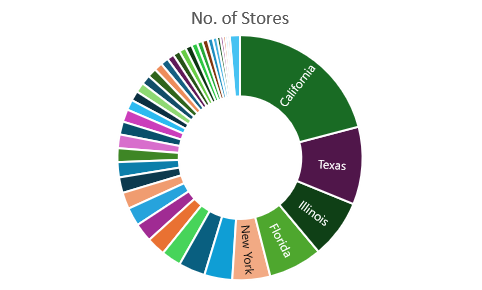 No. of Stores
California
Texas
Illinois
Florida
New York